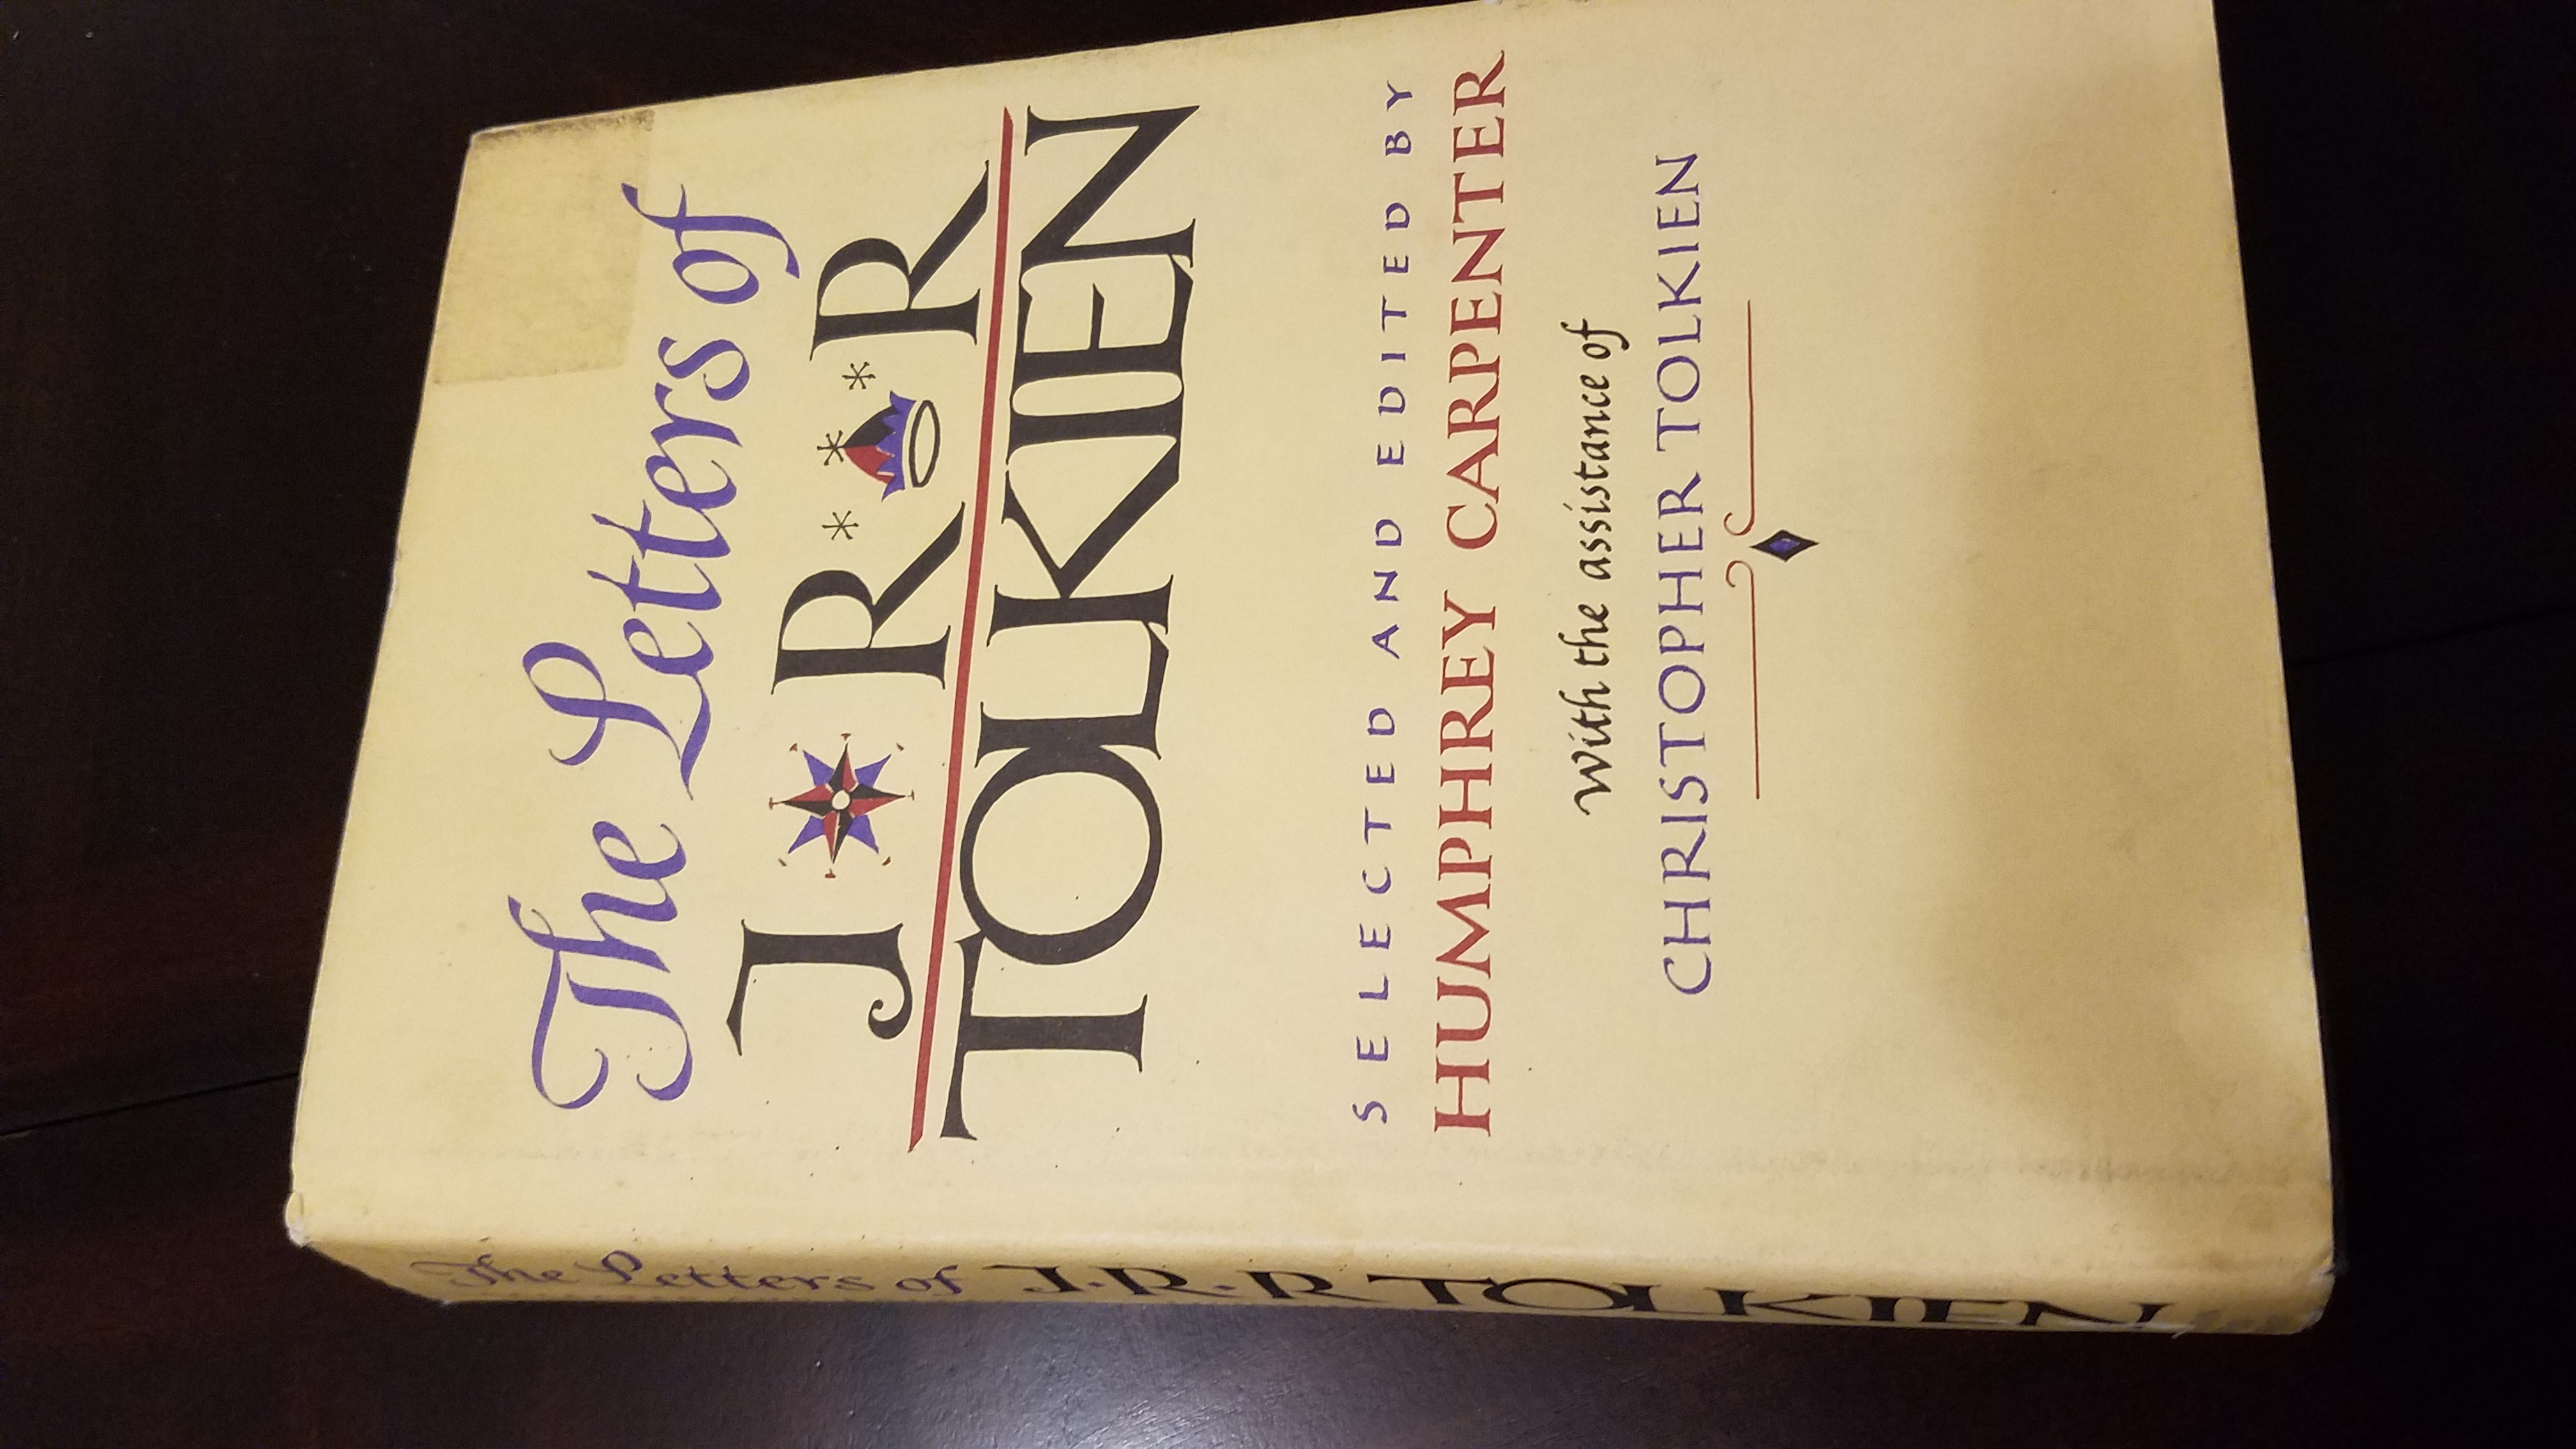 The Letters of
J R R
TOLKIEN
SELECTED AND EDITED BY
HUMPHREY CARPENTER
With the assistance of
CHRISTOPHER TOLKIEN
The Letters of J·R·R TOLKIEN